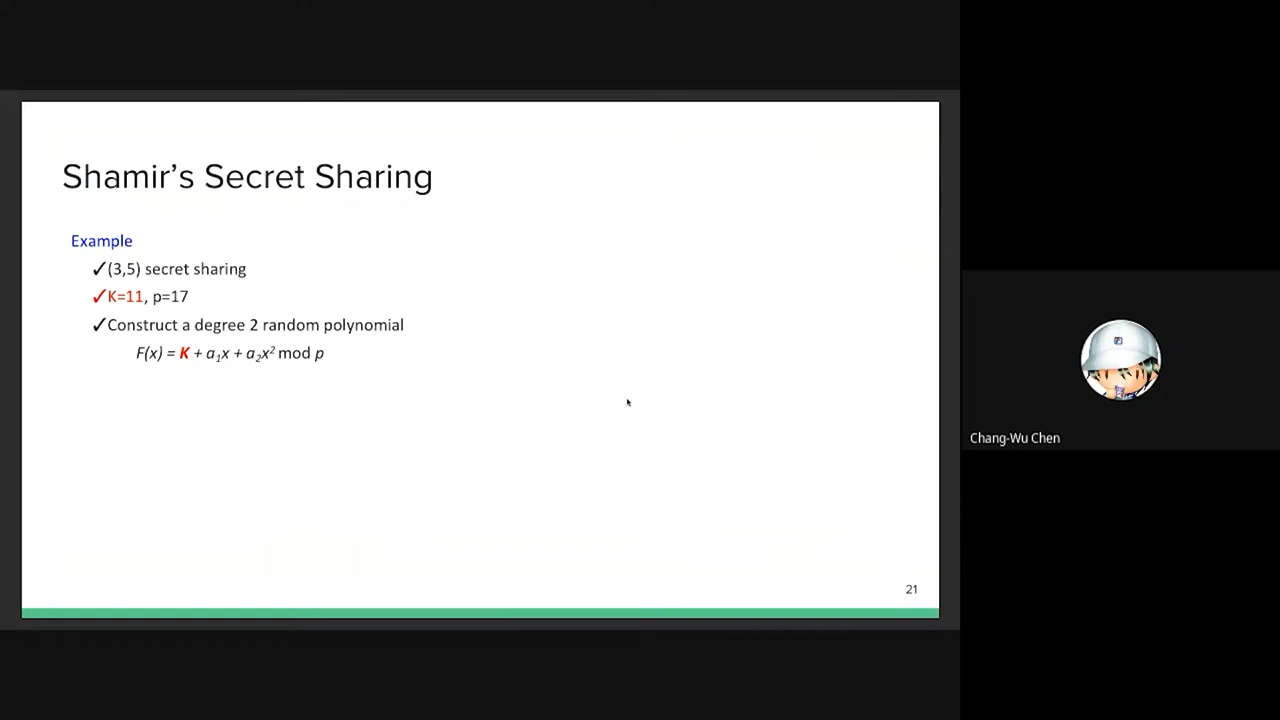 Shamir's Secret Sharing
Example
✓(3,5) secret sharing
✓K=11, p=17
✓Construct a degree 2 random polynomial
F(x) = K + a₁x + a₂x² mod p
21
Chang-Wu Chen